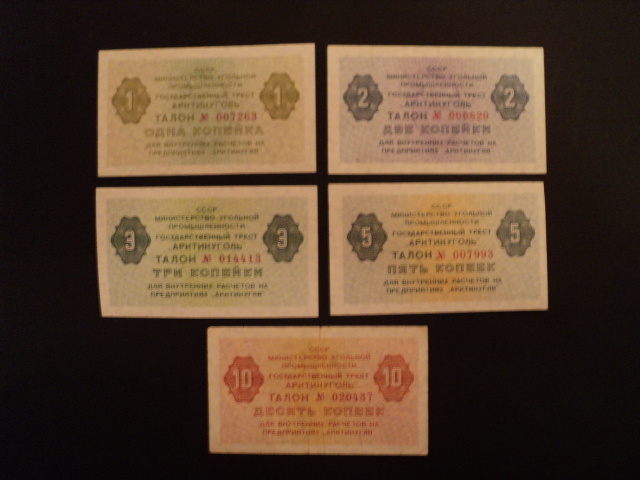 СССР
МИНИСТЕРСТВО УГОЛЬНОЙ
ПРОМЫШЛЕННОСТИ
ГОСУДАРСТВЕННЫЙ ТРЕСТ
„АРКТИКУГОЛЬ"
1 1
ТАЛОН № 007263
ОДНА КОПЕЙКА
ДЛЯ ВНУТРЕННИХ РАСЧЕТОВ НА
ПРЕДПРИЯТИЯХ „АРКТИКУГЛЯ"
СССР
МИНИСТЕРСТВО УГОЛЬНОЙ
ПРОМЫШЛЕННОСТИ
ГОСУДАРСТВЕННЫЙ ТРЕСТ
„АРКТИКУГОЛЬ"
2 2
ТАЛОН № 006820
ДВЕ КОПЕЙКИ
ДЛЯ ВНУТРЕННИХ РАСЧЕТОВ НА
ПРЕДПРИЯТИЯХ „АРКТИКУГЛЯ"
СССР
МИНИСТЕРСТВО УГОЛЬНОЙ
ПРОМЫШЛЕННОСТИ
ГОСУДАРСТВЕННЫЙ ТРЕСТ
3 3
„АРКТИКУГОЛЬ"
ТАЛОН № 014413
ТРИ КОПЕЙКИ
ДЛЯ ВНУТРЕННИХ РАСЧЕТОВ НА
ПРЕДПРИЯТИЯХ „АРКТИКУГЛЯ"
СССР
МИНИСТЕРСТВО УГОЛЬНОЙ
ПРОМЫШЛЕННОСТИ
ГОСУДАРСТВЕННЫЙ ТРЕСТ
5 5
„АРКТИКУГОЛЬ"
ТАЛОН № 007993
ПЯТЬ КОПЕЕК
ДЛЯ ВНУТРЕННИХ РАСЧЕТОВ НА
ПРЕДПРИЯТИЯХ „АРКТИКУГЛЯ"
СССР
МИНИСТЕРСТВО УГОЛЬНОЙ
ПРОМЫШЛЕННОСТИ
ГОСУДАРСТВЕННЫЙ ТРЕСТ
10 10
„АРКТИКУГОЛЬ"
ТАЛОН № 020437
ДЕСЯТЬ КОПЕЕК
ДЛЯ ВНУТРЕННИХ РАСЧЕТОВ НА
ПРЕДПРИЯТИЯХ „АРКТИКУГЛЯ"